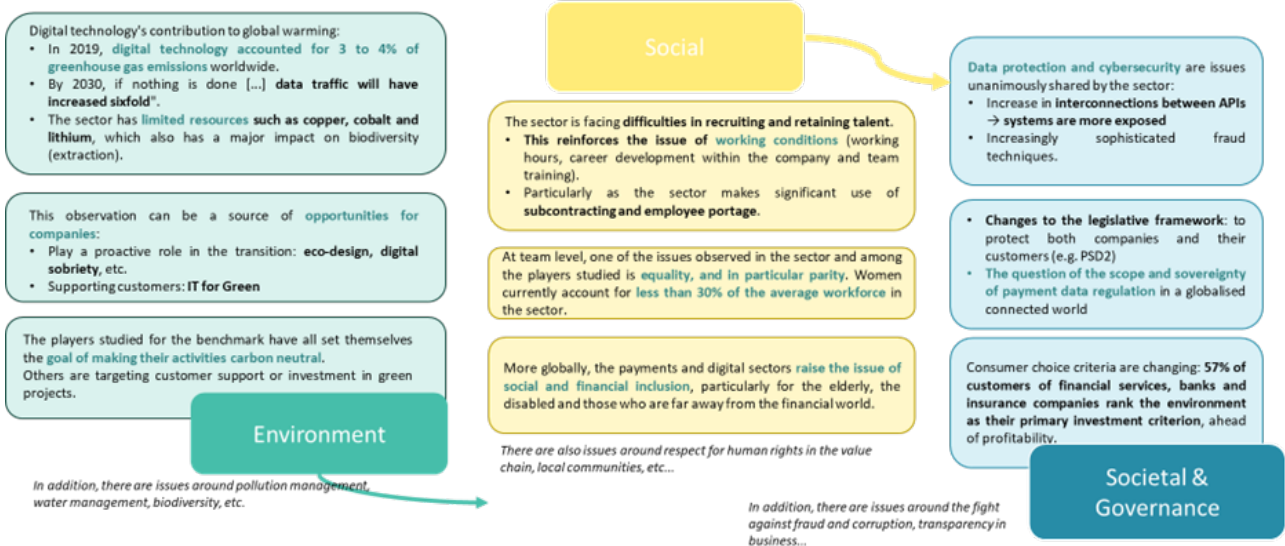 Digital technology's contribution to global warming:
• In 2019, digital technology accounted for 3 to 4% of
greenhouse gas emissions worldwide.
• By 2030, if nothing is done [...] data traffic will have
increased sixfold".
• The sector has limited resources such as copper, cobalt and
lithium, which also has a major impact on biodiversity
(extraction).
This observation can be a source of opportunities for
companies:
• Play a proactive role in the transition: eco-design, digital
sobriety, etc.
• Supporting customers: IT for Green
The players studied for the benchmark have all set themselves
the goal of making their activities carbon neutral.
Others are targeting customer support or investment in green
projects.
Environment
In addition, there are issues around pollution management,
water management, biodiversity, etc.
Social
The sector is facing difficulties in recruiting and retaining talent.
• This reinforces the issue of working conditions (working
hours, career development within the company and team
training).
• Particularly as the sector makes significant use of
subcontracting and employee portage.
At team level, one of the issues observed in the sector and among
the players studied is equality, and in particular parity. Women
currently account for less than 30% of the average workforce in
the sector.
More globally, the payments and digital sectors raise the issue of
social and financial inclusion, particularly for the elderly, the
disabled and those who are far away from the financial world.
There are also issues around respect for human rights in the value
chain, local communities, etc...
Data protection and cybersecurity are issues
unanimously shared by the sector:
• Increase in interconnections between APIs
→ systems are more exposed
• Increasingly sophisticated fraud
techniques.
• Changes to the legislative framework: to
protect both companies and their
customers (e.g. PSD2)
• The question of the scope and sovereignty
of payment data regulation in a globalised
connected world
Consumer choice criteria are changing: 57% of
customers of financial services, banks and
insurance companies rank the environment
as their primary investment criterion, ahead
of profitability.
Societal &
Governance
In addition, there are issues around the fight
against fraud and corruption, transparency in
business...